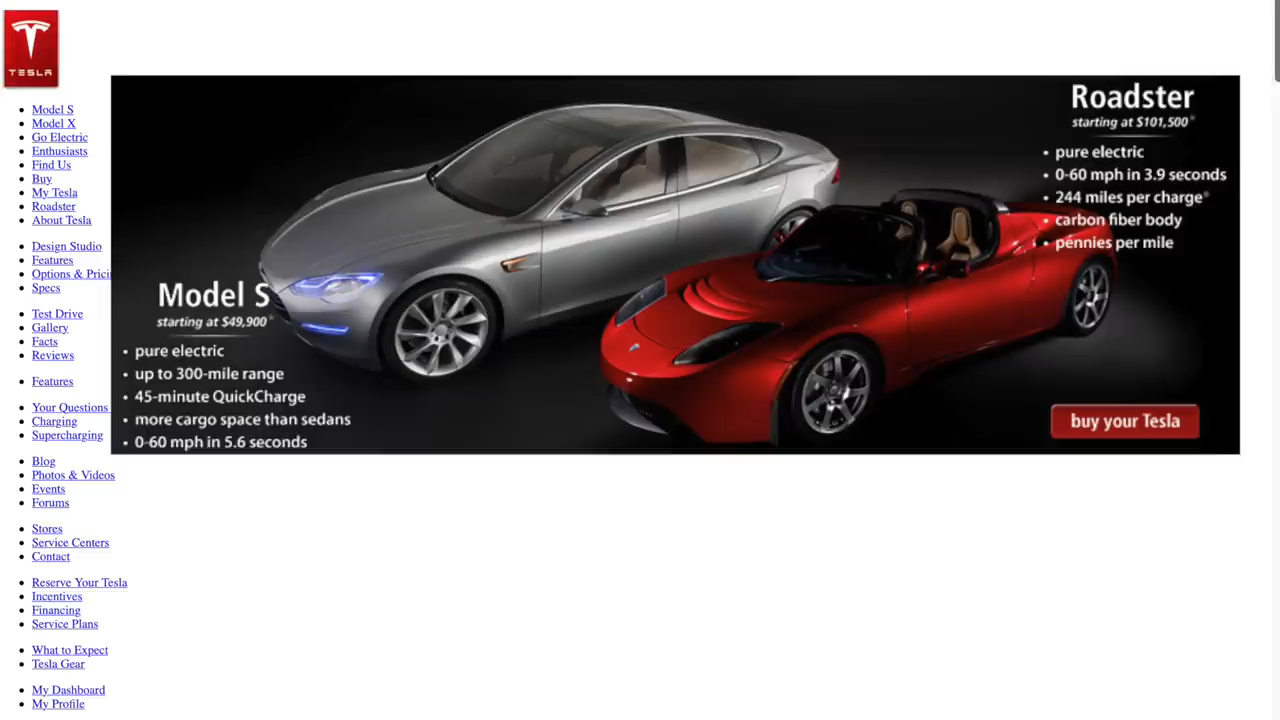 TESLA
Model S
Model X
Go Electric
Enthusiasts
Find Us
Buy
My Tesla
Roadster
About Tesla
Design Studio
Features
Options & Prici
Specs
Test Drive
Gallery
Facts
Reviews
Features
Your Questions
Charging
Supercharging
Blog
Photos & Videos
Events
Forums
Stores
Service Centers
Contact
Reserve Your Tesla
Incentives
Financing
Service Plans
What to Expect
Tesla Gear
My Dashboard
My Profile
Model S
starting at $49,900*
• pure electric
• up to 300-mile range
• 45-minute QuickCharge
• more cargo space than sedans
• 0-60 mph in 5.6 seconds
Roadster
starting at $101,500*
• pure electric
• 0-60 mph in 3.9 seconds
• 244 miles per charge*
• carbon fiber body
• pennies per mile
buy your Tesla